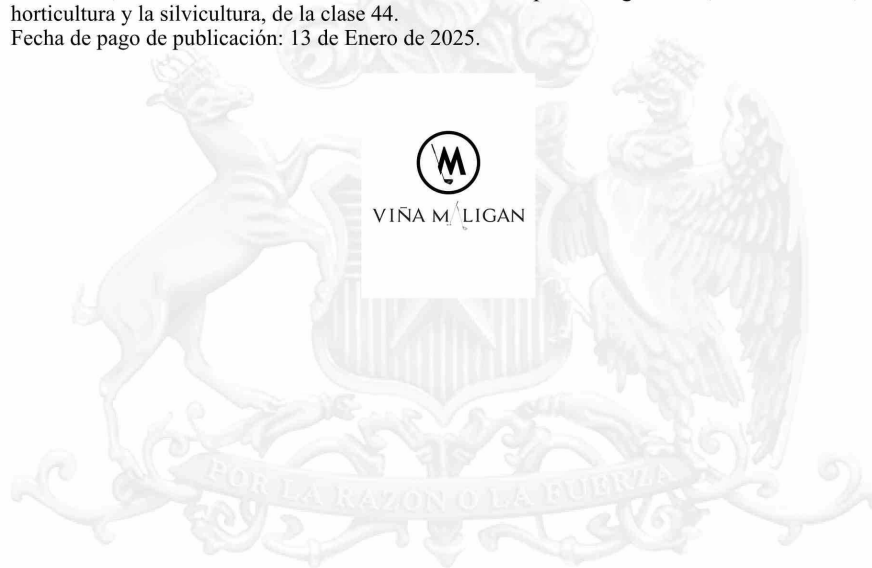 horticultura y la silvicultura, de la clase 44.
Fecha de pago de publicación: 13 de Enero de 2025.
M
VIÑA MALIGAN
POR LA RAZON O LA FUERZA